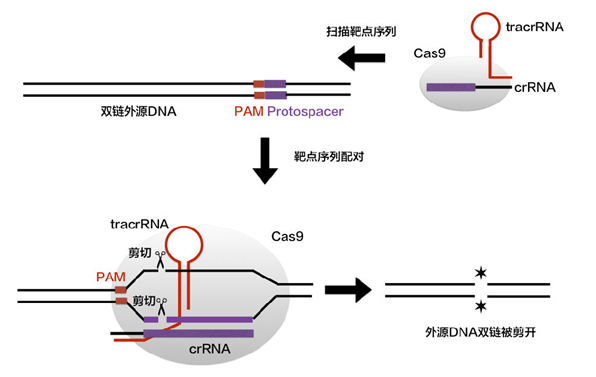 扫描靶点序列
tracrRNA
Cas9
crRNA
双链外源DNA
PAM Protospacer
靶点序列配对
tracrRNA
Cas9
剪切
PAM
剪切
crRNA
外源DNA双链被剪开